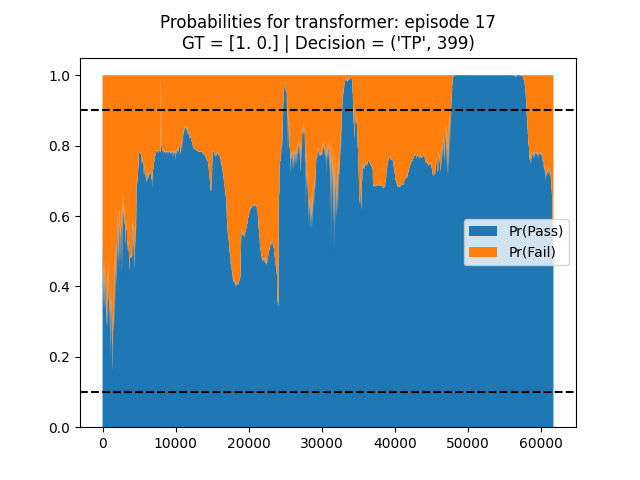 Probabilities for transformer: episode 17
GT = [1. 0.] | Decision = ('TP', 399)
1.0
0.8
0.6
0.4
0.2
0.0
Pr(Pass)
Pr(Fail)
0 10000 20000 30000 40000 50000 60000